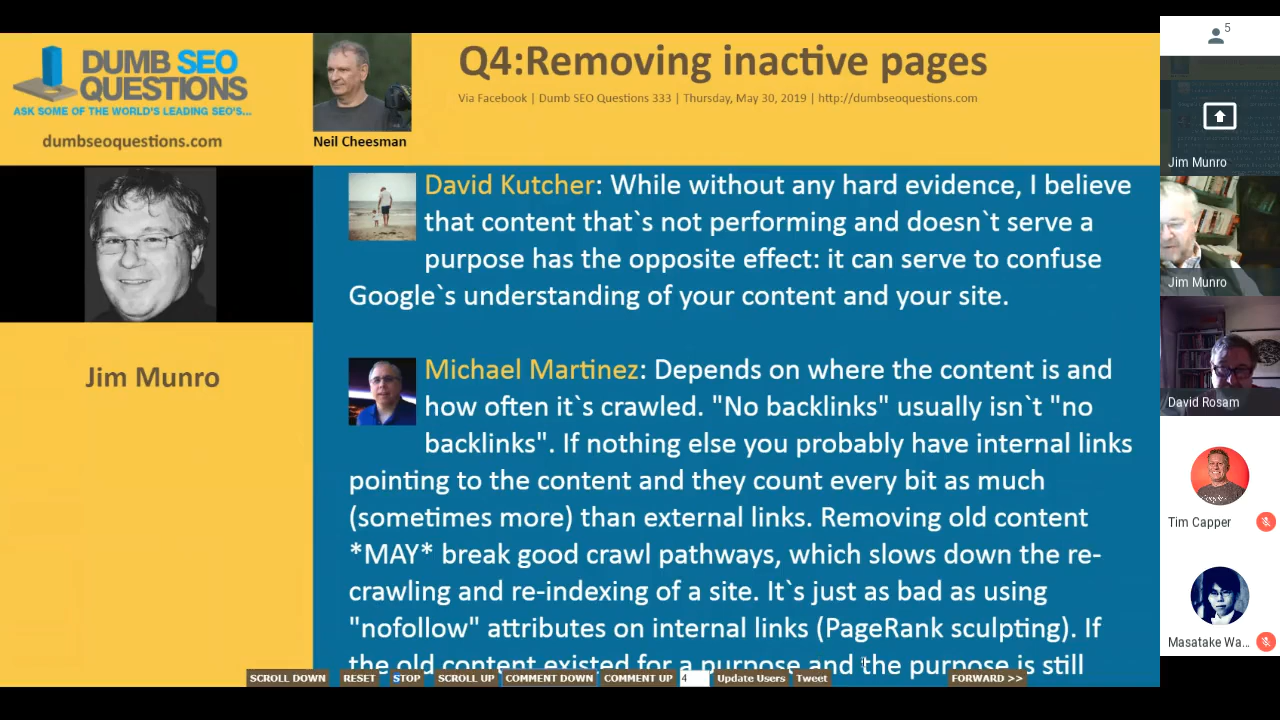 DUMB SEO
QUESTIONS
ASK SOME OF THE WORLD'S LEADING SEO'S...
dumbseoquestions.com
Neil Cheesman
Q4:Removing inactive pages
Via Facebook | Dumb SEO Questions 333 | Thursday, May 30, 2019 | http://dumbseoquestions.com
Jim Munro
David Kutcher: While without any hard evidence, I believe
that content that`s not performing and doesn`t serve a
purpose has the opposite effect: it can serve to confuse
Google`s understanding of your content and your site.
Michael Martinez: Depends on where the content is and
how often it`s crawled. "No backlinks" usually isn`t "no
backlinks". If nothing else you probably have internal links
pointing to the content and they count every bit as much
(sometimes more) than external links. Removing old content
*MAY* break good crawl pathways, which slows down the re-
crawling and re-indexing of a site. It`s just as bad as using
"nofollow" attributes on internal links (PageRank sculpting). If
the old content existed for a purpose and the purpose is still
SCROLL DOWN RESET STOP SCROLL UP COMMENT DOWN COMMENT UP 4 Update Users Tweet FORWARD >>
5
Jim Munro
Jim Munro
David Rosam
Tim Capper
Masatake Wa...